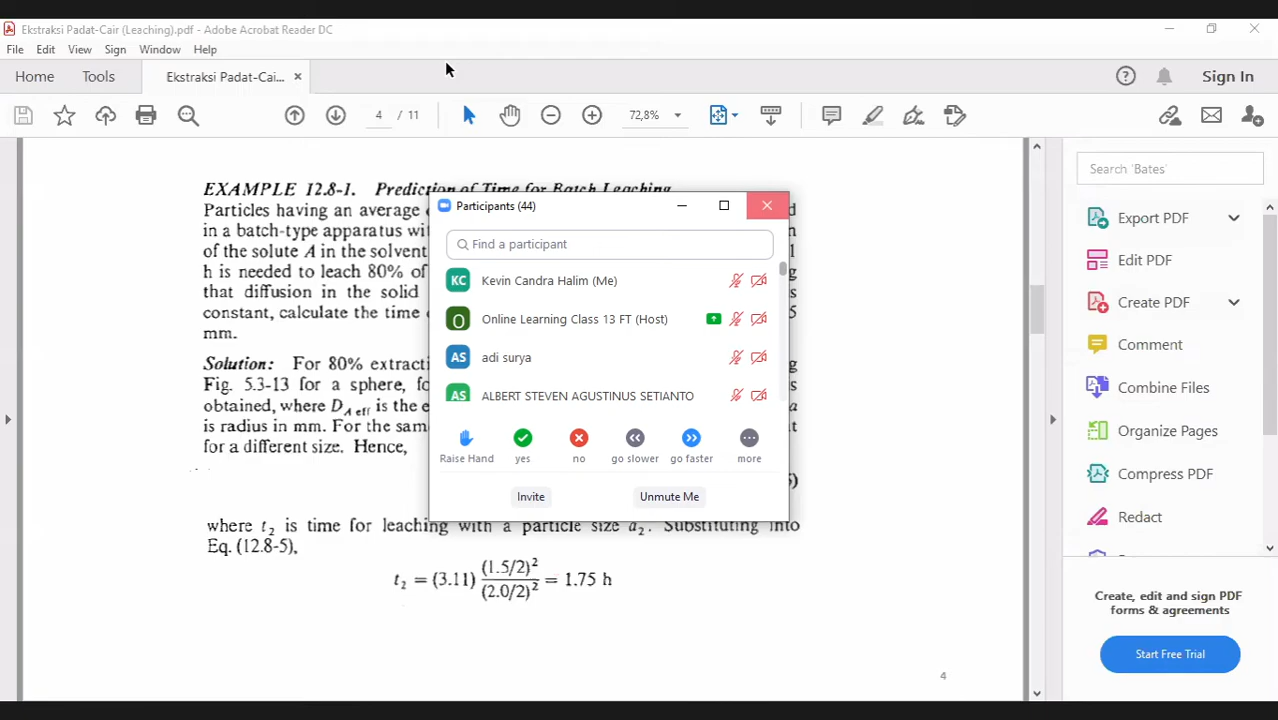 Ekstraksi Padat-Cair (Leaching).pdf - Adobe Acrobat Reader DC
File Edit View Sign Window Help
Home Tools Ekstraksi Padat-Cai... × Sign In
4 / 11 72,8%
EXAMPLE 12.8-1. Prediction of Time for Batch Leaching
Particles having an average
in a batch-type apparatus
of the solute A in the solvent
h is needed to leach 80% of
that diffusion in the solid
constant, calculate the time
mm.
Solution: For 80%
Fig. 5.3-13 for a sphere,
obtained, where D_A eff is the
is radius in mm. For the
for a different size. Hence,
where t₂ is time for leaching with a particle size a₂. Substituting into
Eq. (12.8-5),
t₂ = (3.11) (1.5/2)² / (2.0/2)² = 1.75 h
4
Participants (44)
Find a participant
KC Kevin Candra Halim (Me)
O Online Learning Class 13 FT (Host)
AS adi surya
AS ALBERT STEVEN AGUSTINUS SETIANTO
Raise Hand yes no go slower go faster more
Invite Unmute Me
Search 'Bates'
Export PDF
Edit PDF
Create PDF
Comment
Combine Files
Organize Pages
Compress PDF
Redact
Create, edit and sign PDF
forms & agreements
Start Free Trial